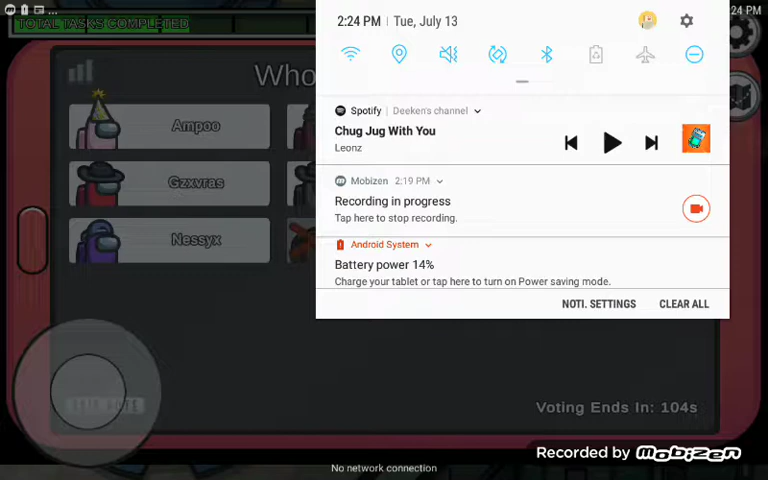 TOTAL TASKS COMPLETED
24 PM
2:24 PM | Tue, July 13
Who
Spotify | Deeken's channel
Chug Jug With You
Leonz
Ampoo
Mobizen 2:19 PM
Recording in progress
Tap here to stop recording.
Gzxvras
Nessyx
Android System
Battery power 14%
Charge your tablet or tap here to turn on Power saving mode.
NOTI. SETTINGS CLEAR ALL
Voting Ends In: 104s
Recorded by mobizen
No network connection